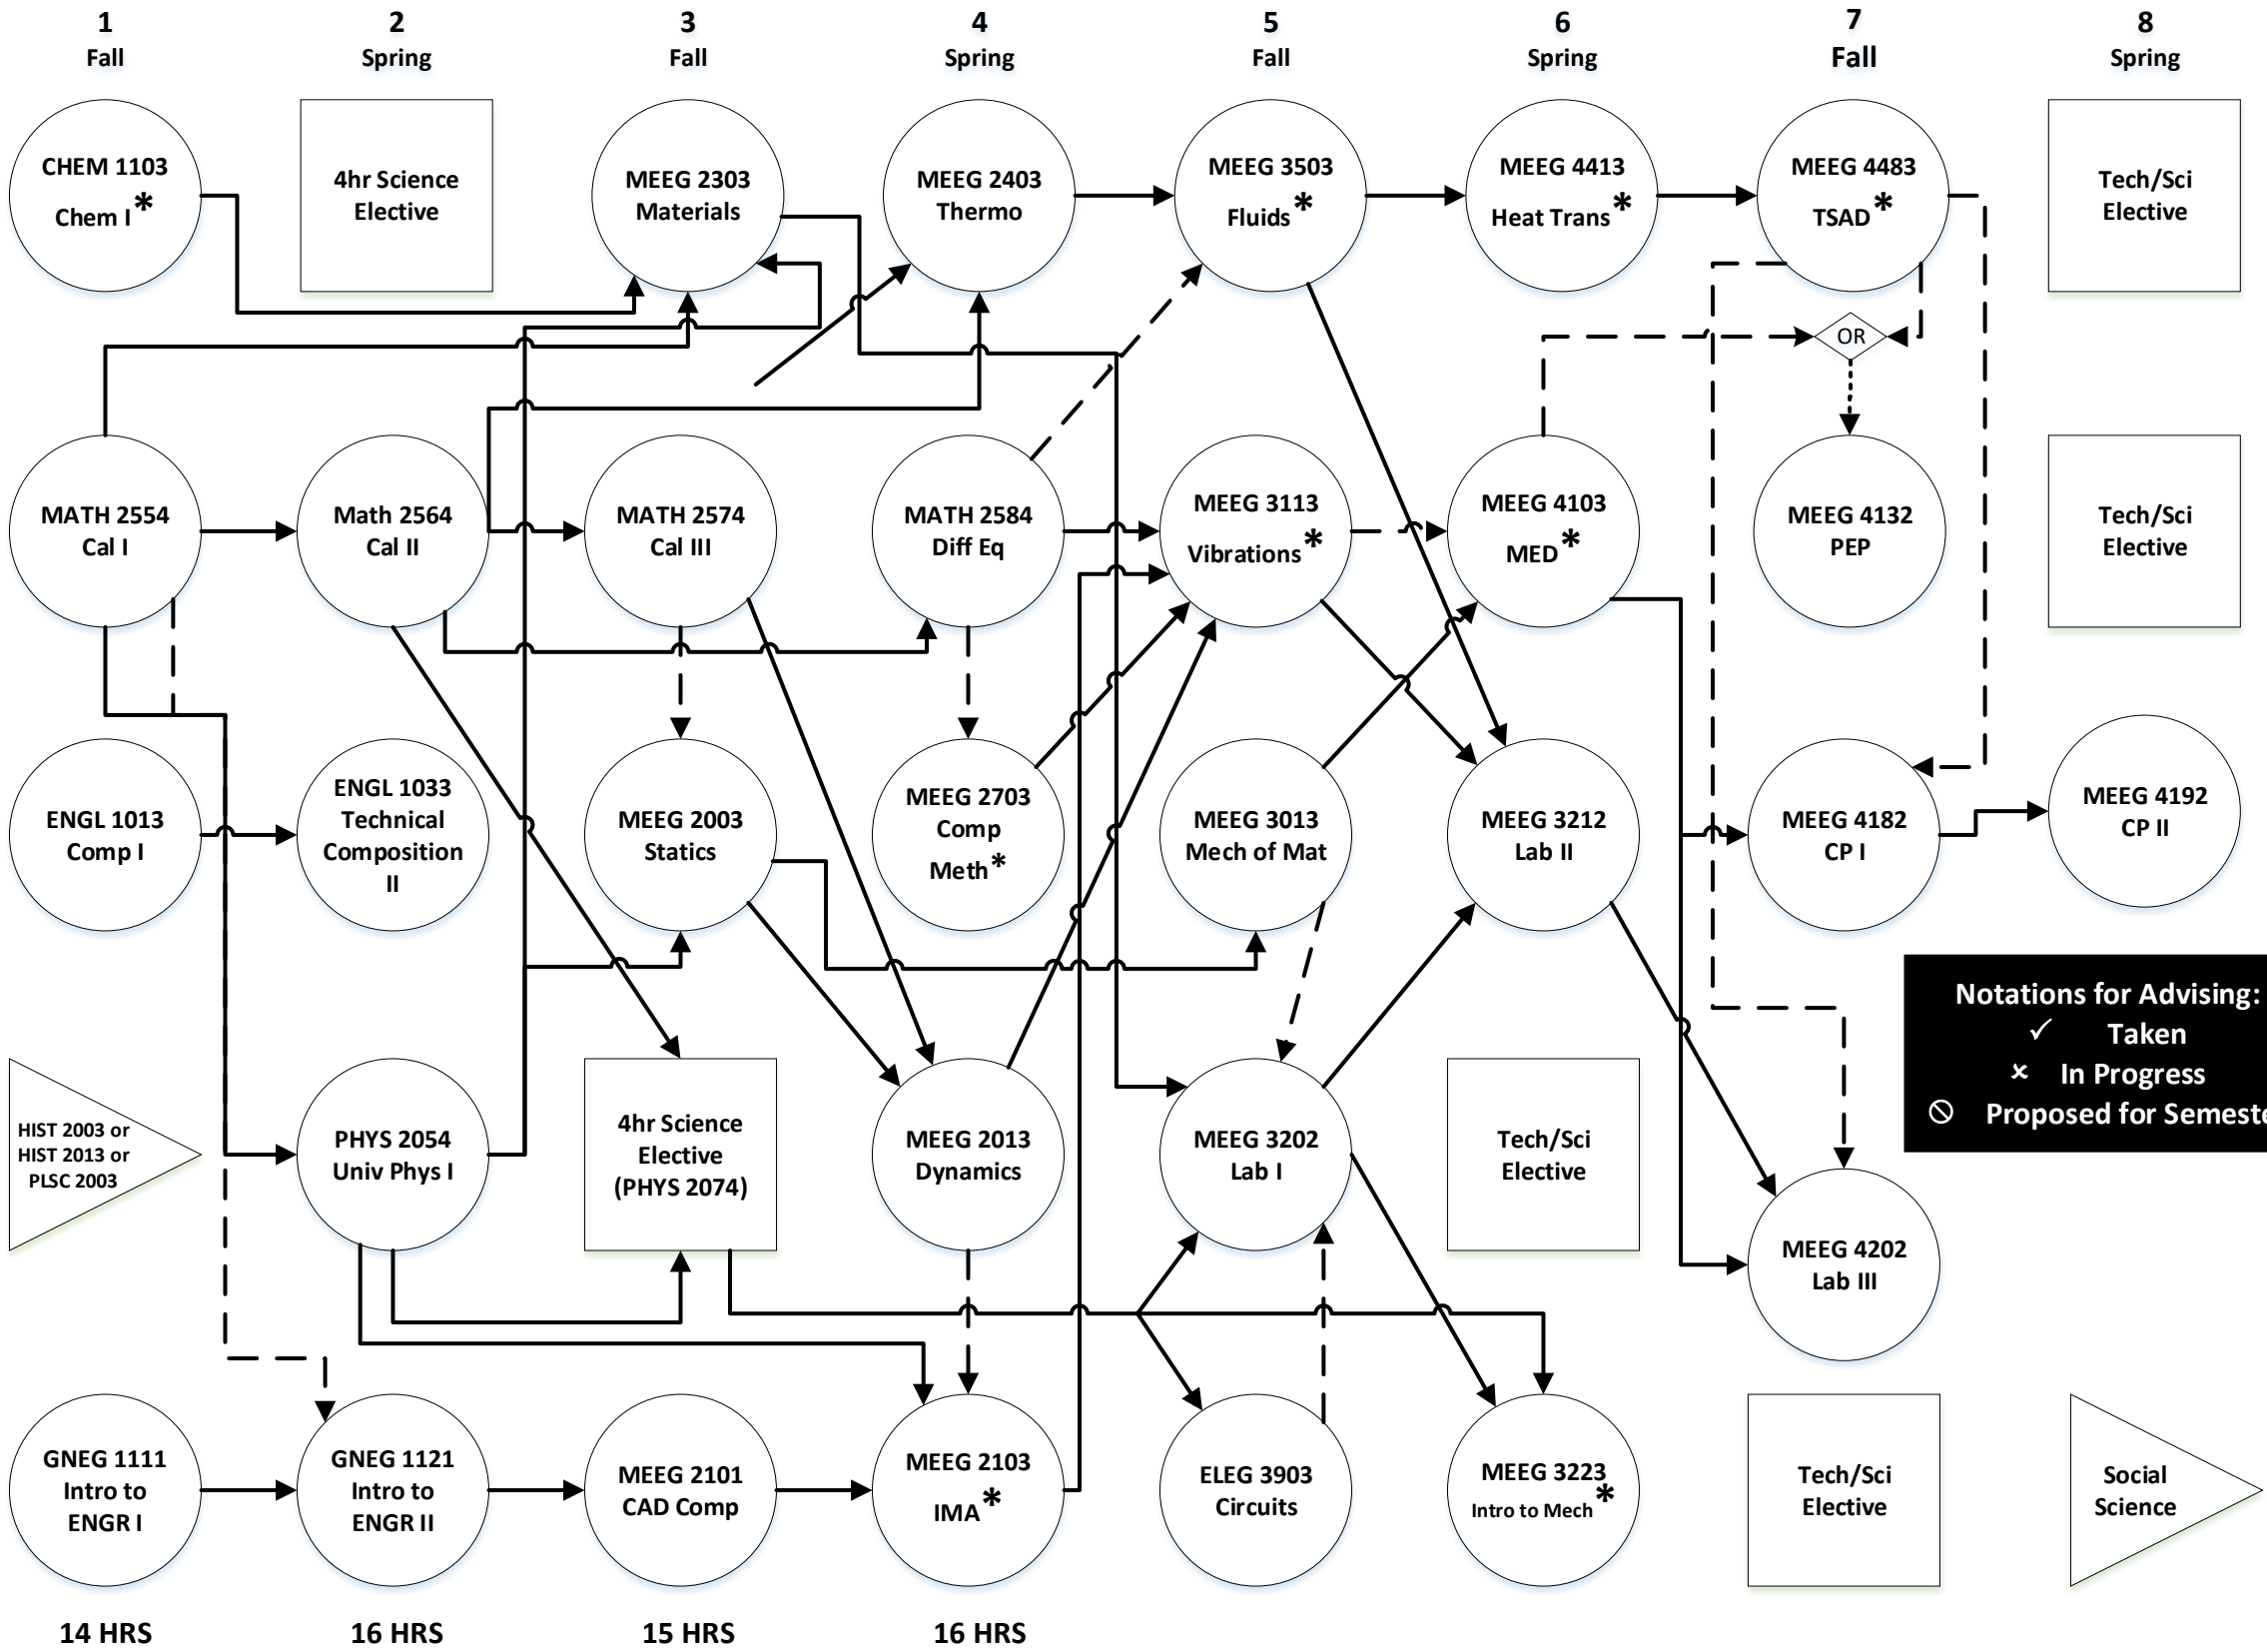 1
Fall
2
Spring
3
Fall
4
Spring
5
Fall
6
Spring
7
Fall
8
Spring
CHEM 1103
Chem I*
4hr Science
Elective
MEEG 2303
Materials
MEEG 2403
Thermo
MEEG 3503
Fluids*
MEEG 4413
Heat Trans*
MEEG 4483
TSAD*
Tech/Sci
Elective
OR
MATH 2554
Cal I
Math 2564
Cal II
MATH 2574
Cal III
MATH 2584
Diff Eq
MEEG 3113
Vibrations*
MEEG 4103
MED*
MEEG 4132
PEP
Tech/Sci
Elective
ENGL 1013
Comp I
ENGL 1033
Technical
Composition
II
MEEG 2003
Statics
MEEG 2703
Comp
Meth*
MEEG 3013
Mech of Mat
MEEG 3212
Lab II
MEEG 4182
CP I
MEEG 4192
CP II
Notations for Advising:
✓ Taken
× In Progress
⦸ Proposed for Semeste
HIST 2003 or
HIST 2013 or
PLSC 2003
PHYS 2054
Univ Phys I
4hr Science
Elective
(PHYS 2074)
MEEG 2013
Dynamics
MEEG 3202
Lab I
Tech/Sci
Elective
MEEG 4202
Lab III
GNEG 1111
Intro to
ENGR I
GNEG 1121
Intro to
ENGR II
MEEG 2101
CAD Comp
MEEG 2103
IMA*
ELEG 3903
Circuits
MEEG 3223
Intro to Mech*
Tech/Sci
Elective
Social
Science
14 HRS
16 HRS
15 HRS
16 HRS